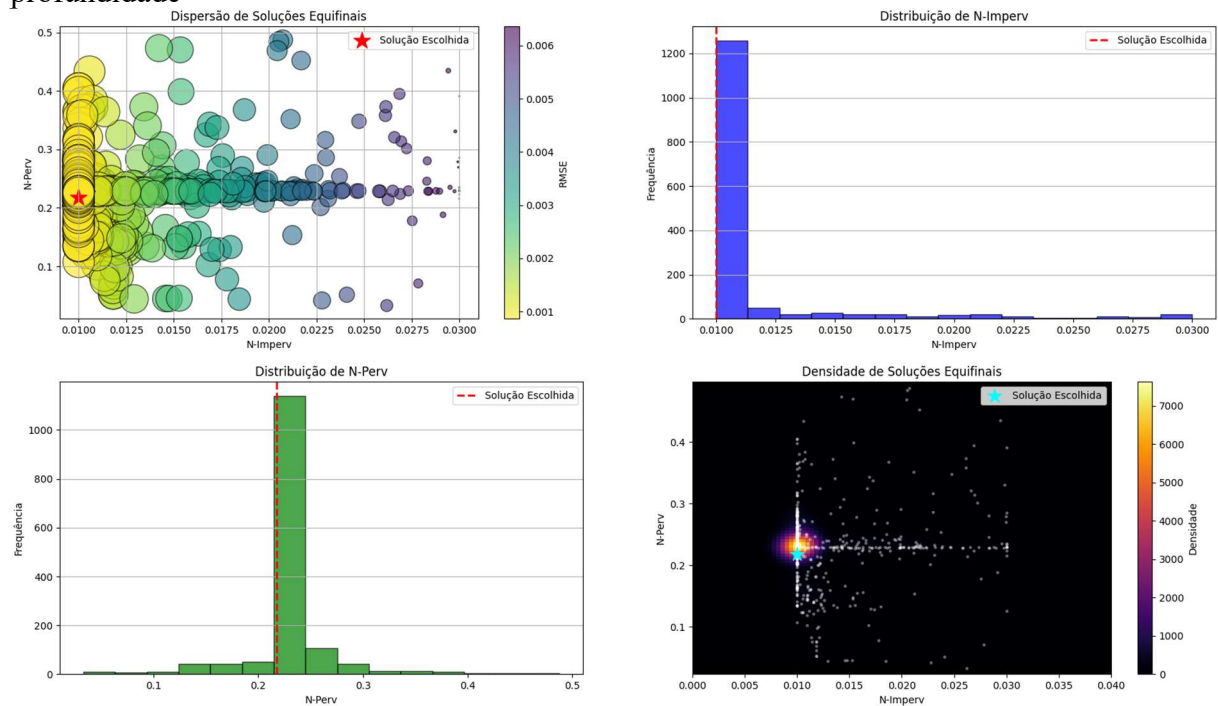 profundidade
Dispersão de Soluções Equifinais
Solução Escolhida
N-Perv
0.5
0.4
0.3
0.2
0.1
0.0100 0.0125 0.0150 0.0175 0.0200 0.0225 0.0250 0.0275 0.0300
N-Imperv
0.006
0.005
0.004
0.003
0.002
0.001
RMSE
Distribuição de N-Imperv
Solução Escolhida
Frequência
1200
1000
800
600
400
200
0
0.0100 0.0125 0.0150 0.0175 0.0200 0.0225 0.0250 0.0275 0.0300
N-Imperv
Distribuição de N-Perv
Solução Escolhida
Frequência
1000
800
600
400
200
0
0.1 0.2 0.3 0.4 0.5
N-Perv
Densidade de Soluções Equifinais
Solução Escolhida
N-Perv
0.4
0.3
0.2
0.1
0.000 0.005 0.010 0.015 0.020 0.025 0.030 0.035 0.040
N-Imperv
7000
6000
5000
4000
3000
2000
1000
0
Densidade